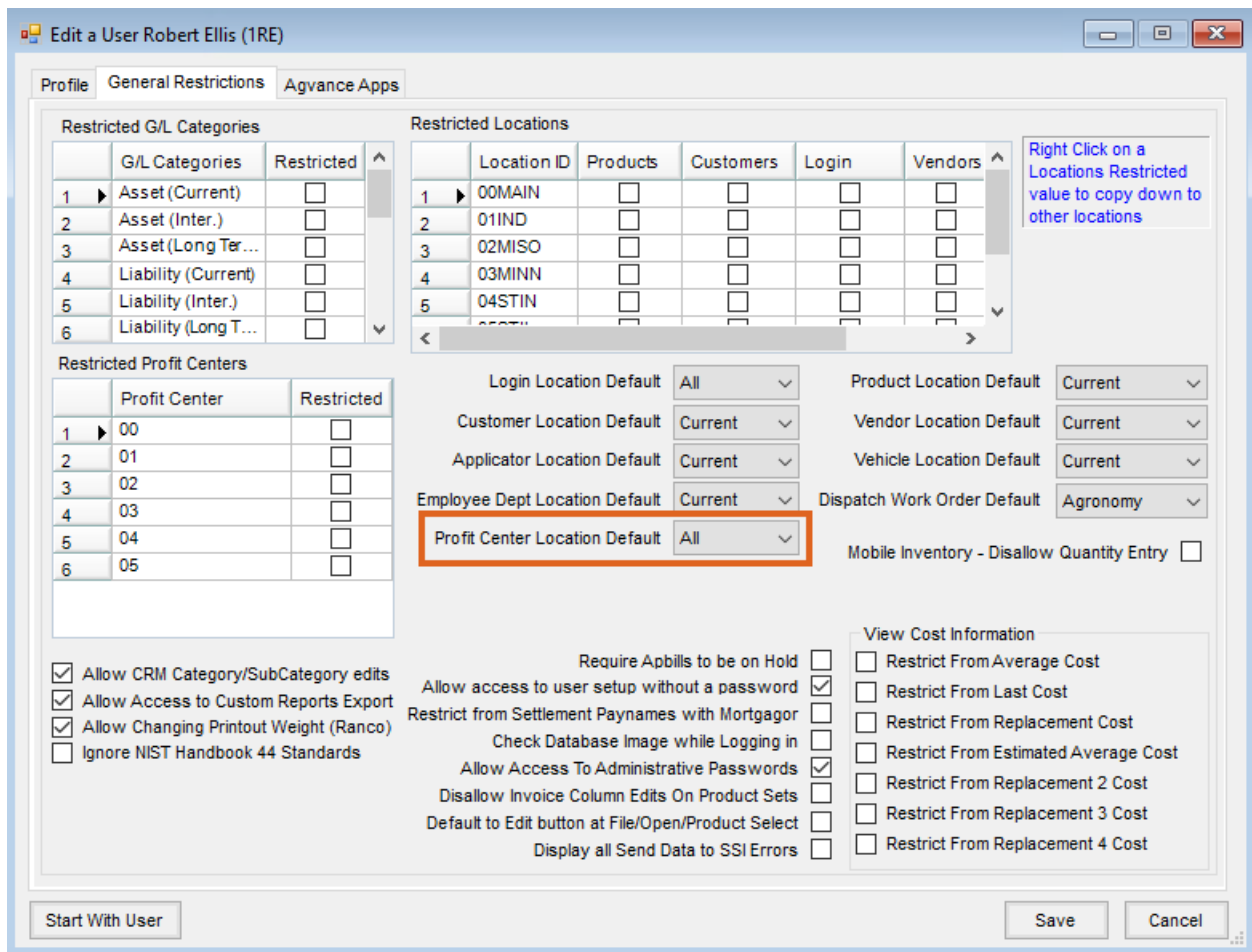 Edit a User Robert Ellis (1RE)
Profile General Restrictions Agvance Apps
Restricted G/L Categories
G/L Categories Restricted
1 Asset (Current)
2 Asset (Inter.)
3 Asset (Long Ter...
4 Liability (Current)
5 Liability (Inter.)
6 Liability (Long T...
Restricted Locations
Location ID Products Customers Login Vendors
1 00MAIN
2 01IND
3 02MISO
4 03MINN
5 04STIN
Right Click on a
Locations Restricted
value to copy down to
other locations
Restricted Profit Centers
Profit Center Restricted
1 00
2 01
3 02
4 03
5 04
6 05
Login Location Default All
Customer Location Default Current
Applicator Location Default Current
Employee Dept Location Default Current
Profit Center Location Default All
Product Location Default Current
Vendor Location Default Current
Vehicle Location Default Current
Dispatch Work Order Default Agronomy
Mobile Inventory - Disallow Quantity Entry
Allow CRM Category/SubCategory edits
Allow Access to Custom Reports Export
Allow Changing Printout Weight (Ranco)
Ignore NIST Handbook 44 Standards
Require Apbills to be on Hold
Allow access to user setup without a password
Restrict from Settlement Paynames with Mortgagor
Check Database Image while Logging in
Allow Access To Administrative Passwords
Disallow Invoice Column Edits On Product Sets
Default to Edit button at File/Open/Product Select
Display all Send Data to SSI Errors
View Cost Information
Restrict From Average Cost
Restrict From Last Cost
Restrict From Replacement Cost
Restrict From Estimated Average Cost
Restrict From Replacement 2 Cost
Restrict From Replacement 3 Cost
Restrict From Replacement 4 Cost
Start With User Save Cancel